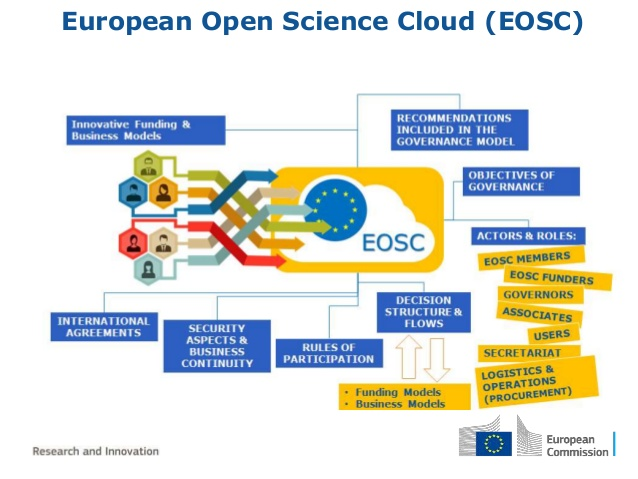 European Open Science Cloud (EOSC)
Innovative Funding &
Business Models
RECOMMENDATIONS
INCLUDED IN THE
GOVERNANCE MODEL
OBJECTIVES OF
GOVERNANCE
EOSC
ACTORS & ROLES:
EOSC MEMBERS
EOSC FUNDERS
GOVERNORS
ASSOCIATES
USERS
SECRETARIAT
LOGISTICS &
OPERATIONS
(PROCUREMENT)
INTERNATIONAL
AGREEMENTS
SECURITY
ASPECTS &
BUSINESS
CONTINUITY
RULES OF
PARTICIPATION
DECISION
STRUCTURE &
FLOWS
• Funding Models
• Business Models
Research and Innovation
European
Commission